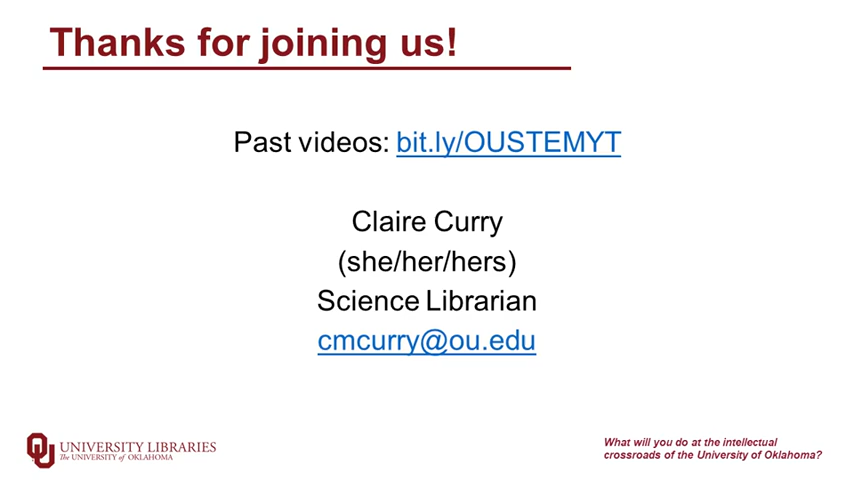 Thanks for joining us!
Past videos: bit.ly/OUSTEMYT
Claire Curry
(she/her/hers)
Science Librarian
cmcurry@ou.edu
UNIVERSITY LIBRARIES
The UNIVERSITY of OKLAHOMA
What will you do at the intellectual
crossroads of the University of Oklahoma?